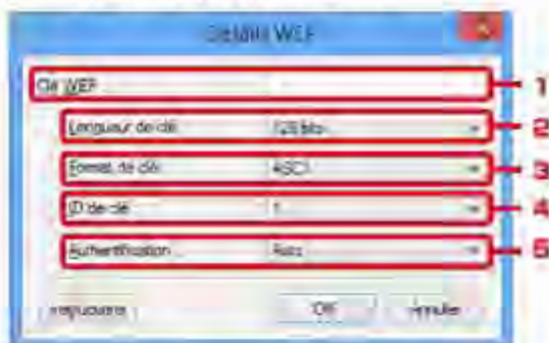 Détails WEP
Clé WEP 1
Longueur de clé 128 bits 2
Format de clé ASCII 3
ID de clé 1 4
Authentification Auto 5
Instructions OK Annuler